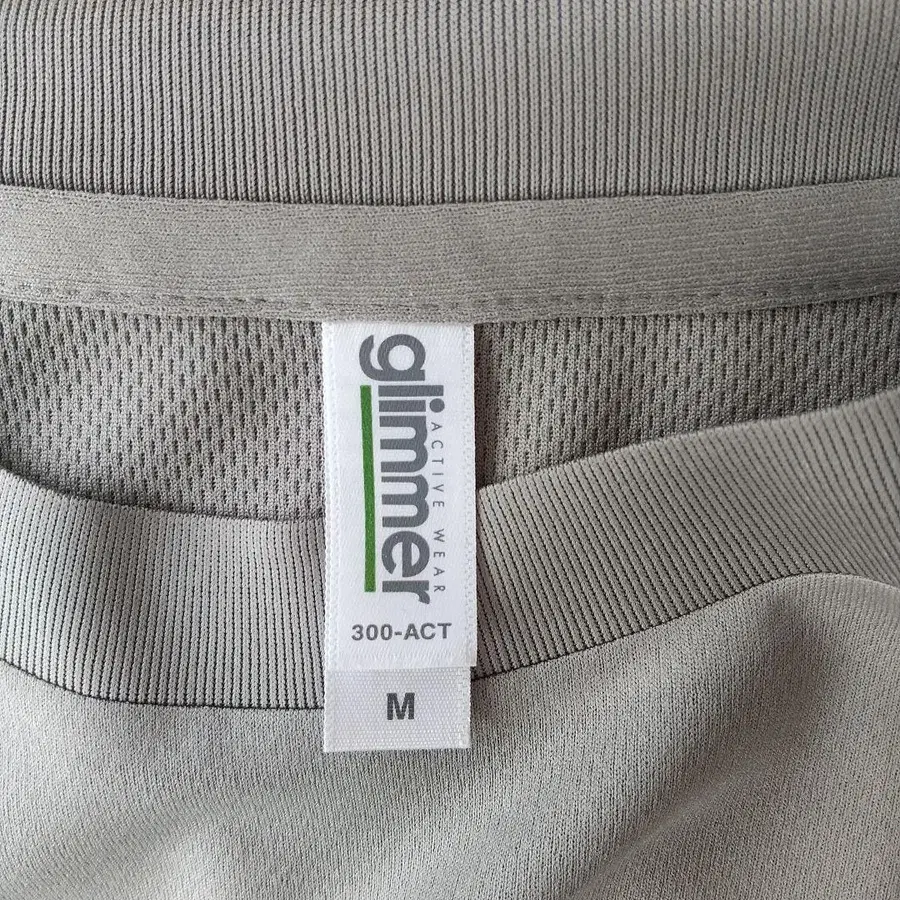 glimmer
ACTIVE WEAR
300-ACT
M